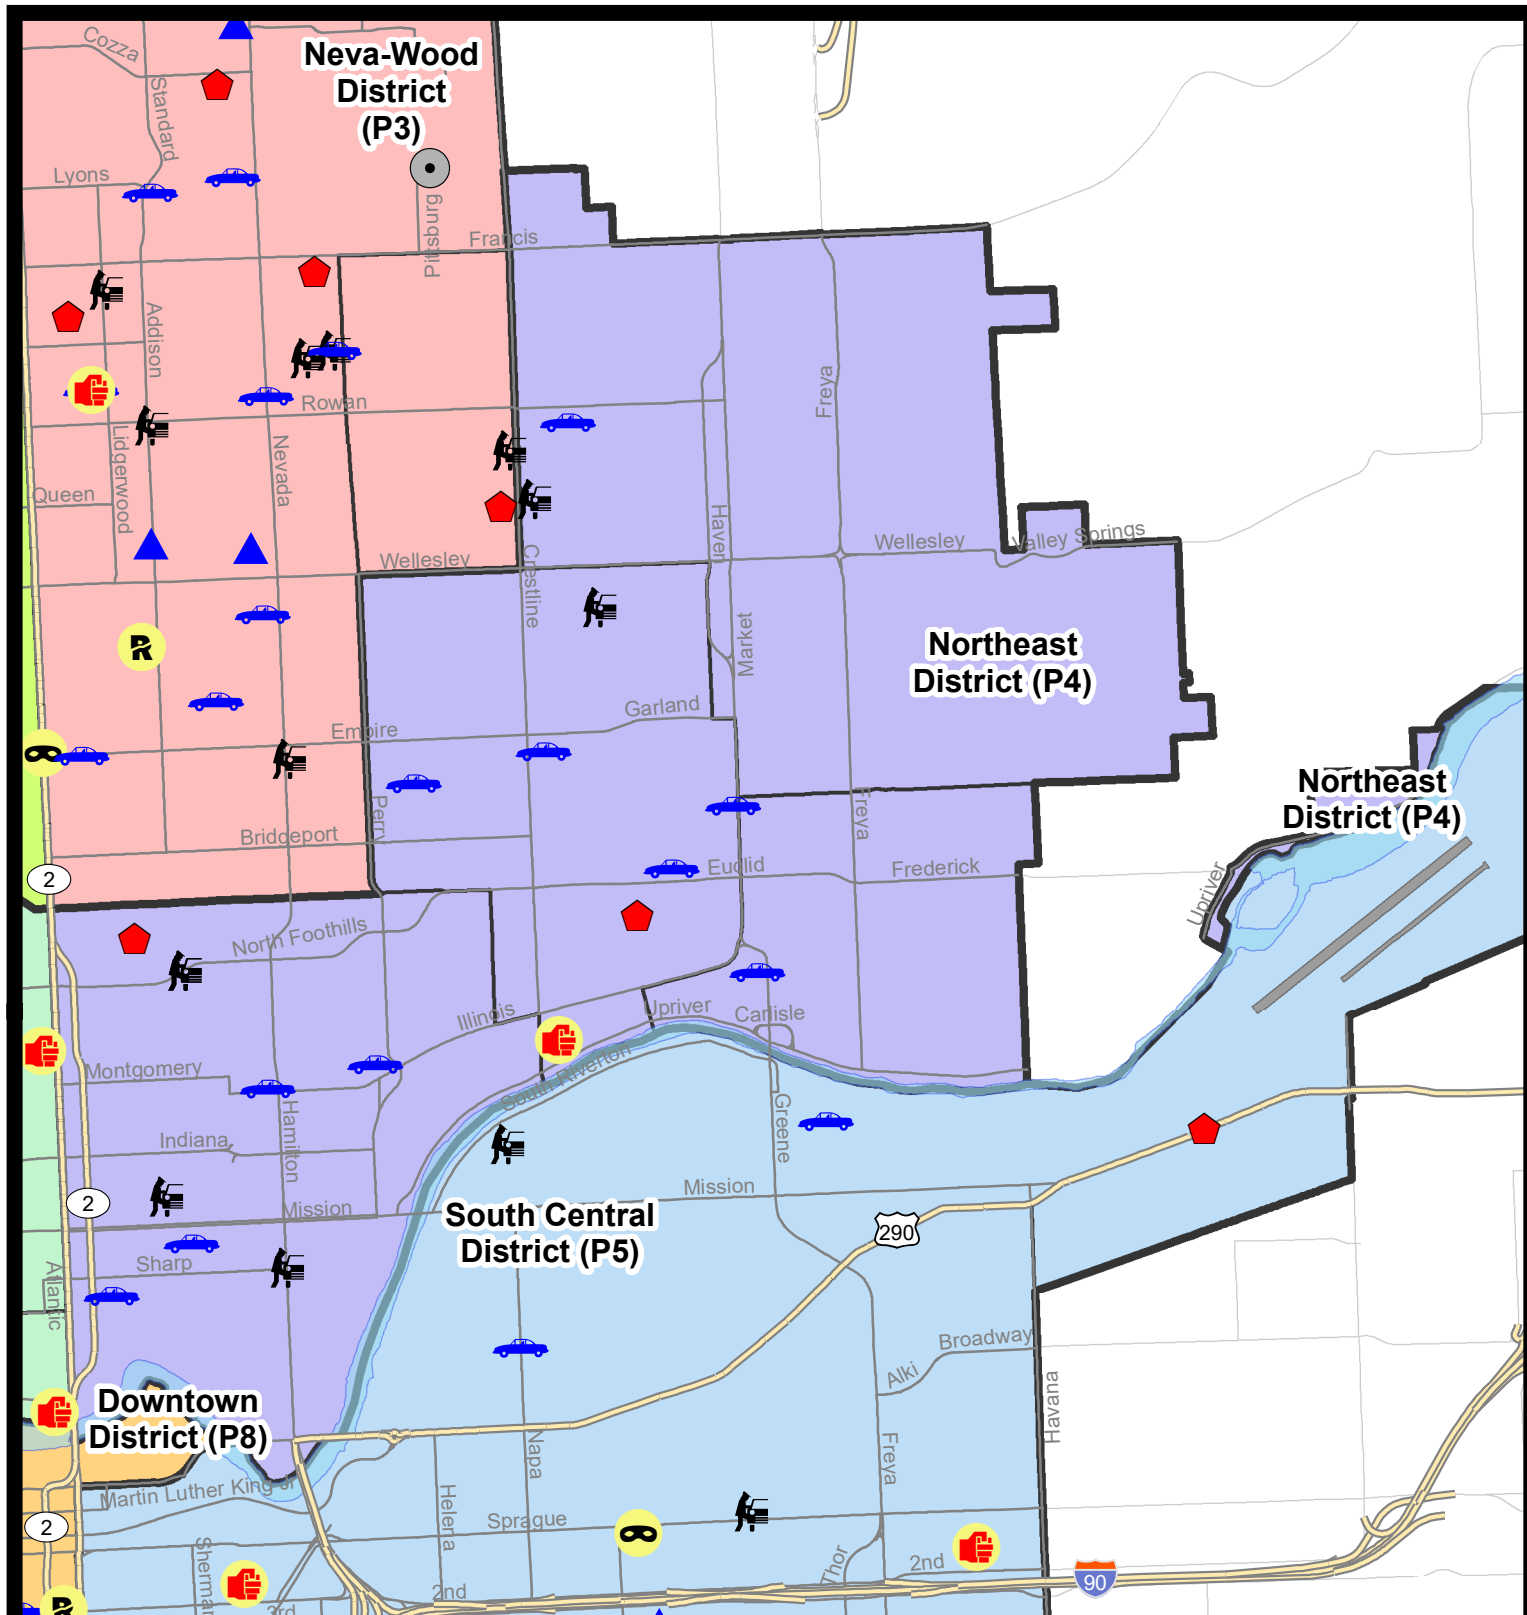 Cozza
Neva-Wood
District
(P3)
Standard
Lyons
Pittsburg
Francis
Addison
Freya
Rowan
Lidgerwood
Nevada
Queen
Haven
Wellesley
Valley Springs
Wellesley
Crestline
Market
Northeast
District (P4)
Garland
Empire
Northeast
District (P4)
Perry
Freya
Bridgeport
Euclid
Frederick
2
Upriver
North Foothills
Illinois
Upriver
Carlisle
South Riverton
Montgomery
Hamilton
Greene
Indiana
Mission
2
Mission
South Central
District (P5)
290
Sharp
Atlantic
Broadway
Alki
Havana
Downtown
District (P8)
Napa
Freya
Martin Luther King Jr
Helena
2
Sprague
Sherman
Thor
2nd
R
R
90
2nd
3rd